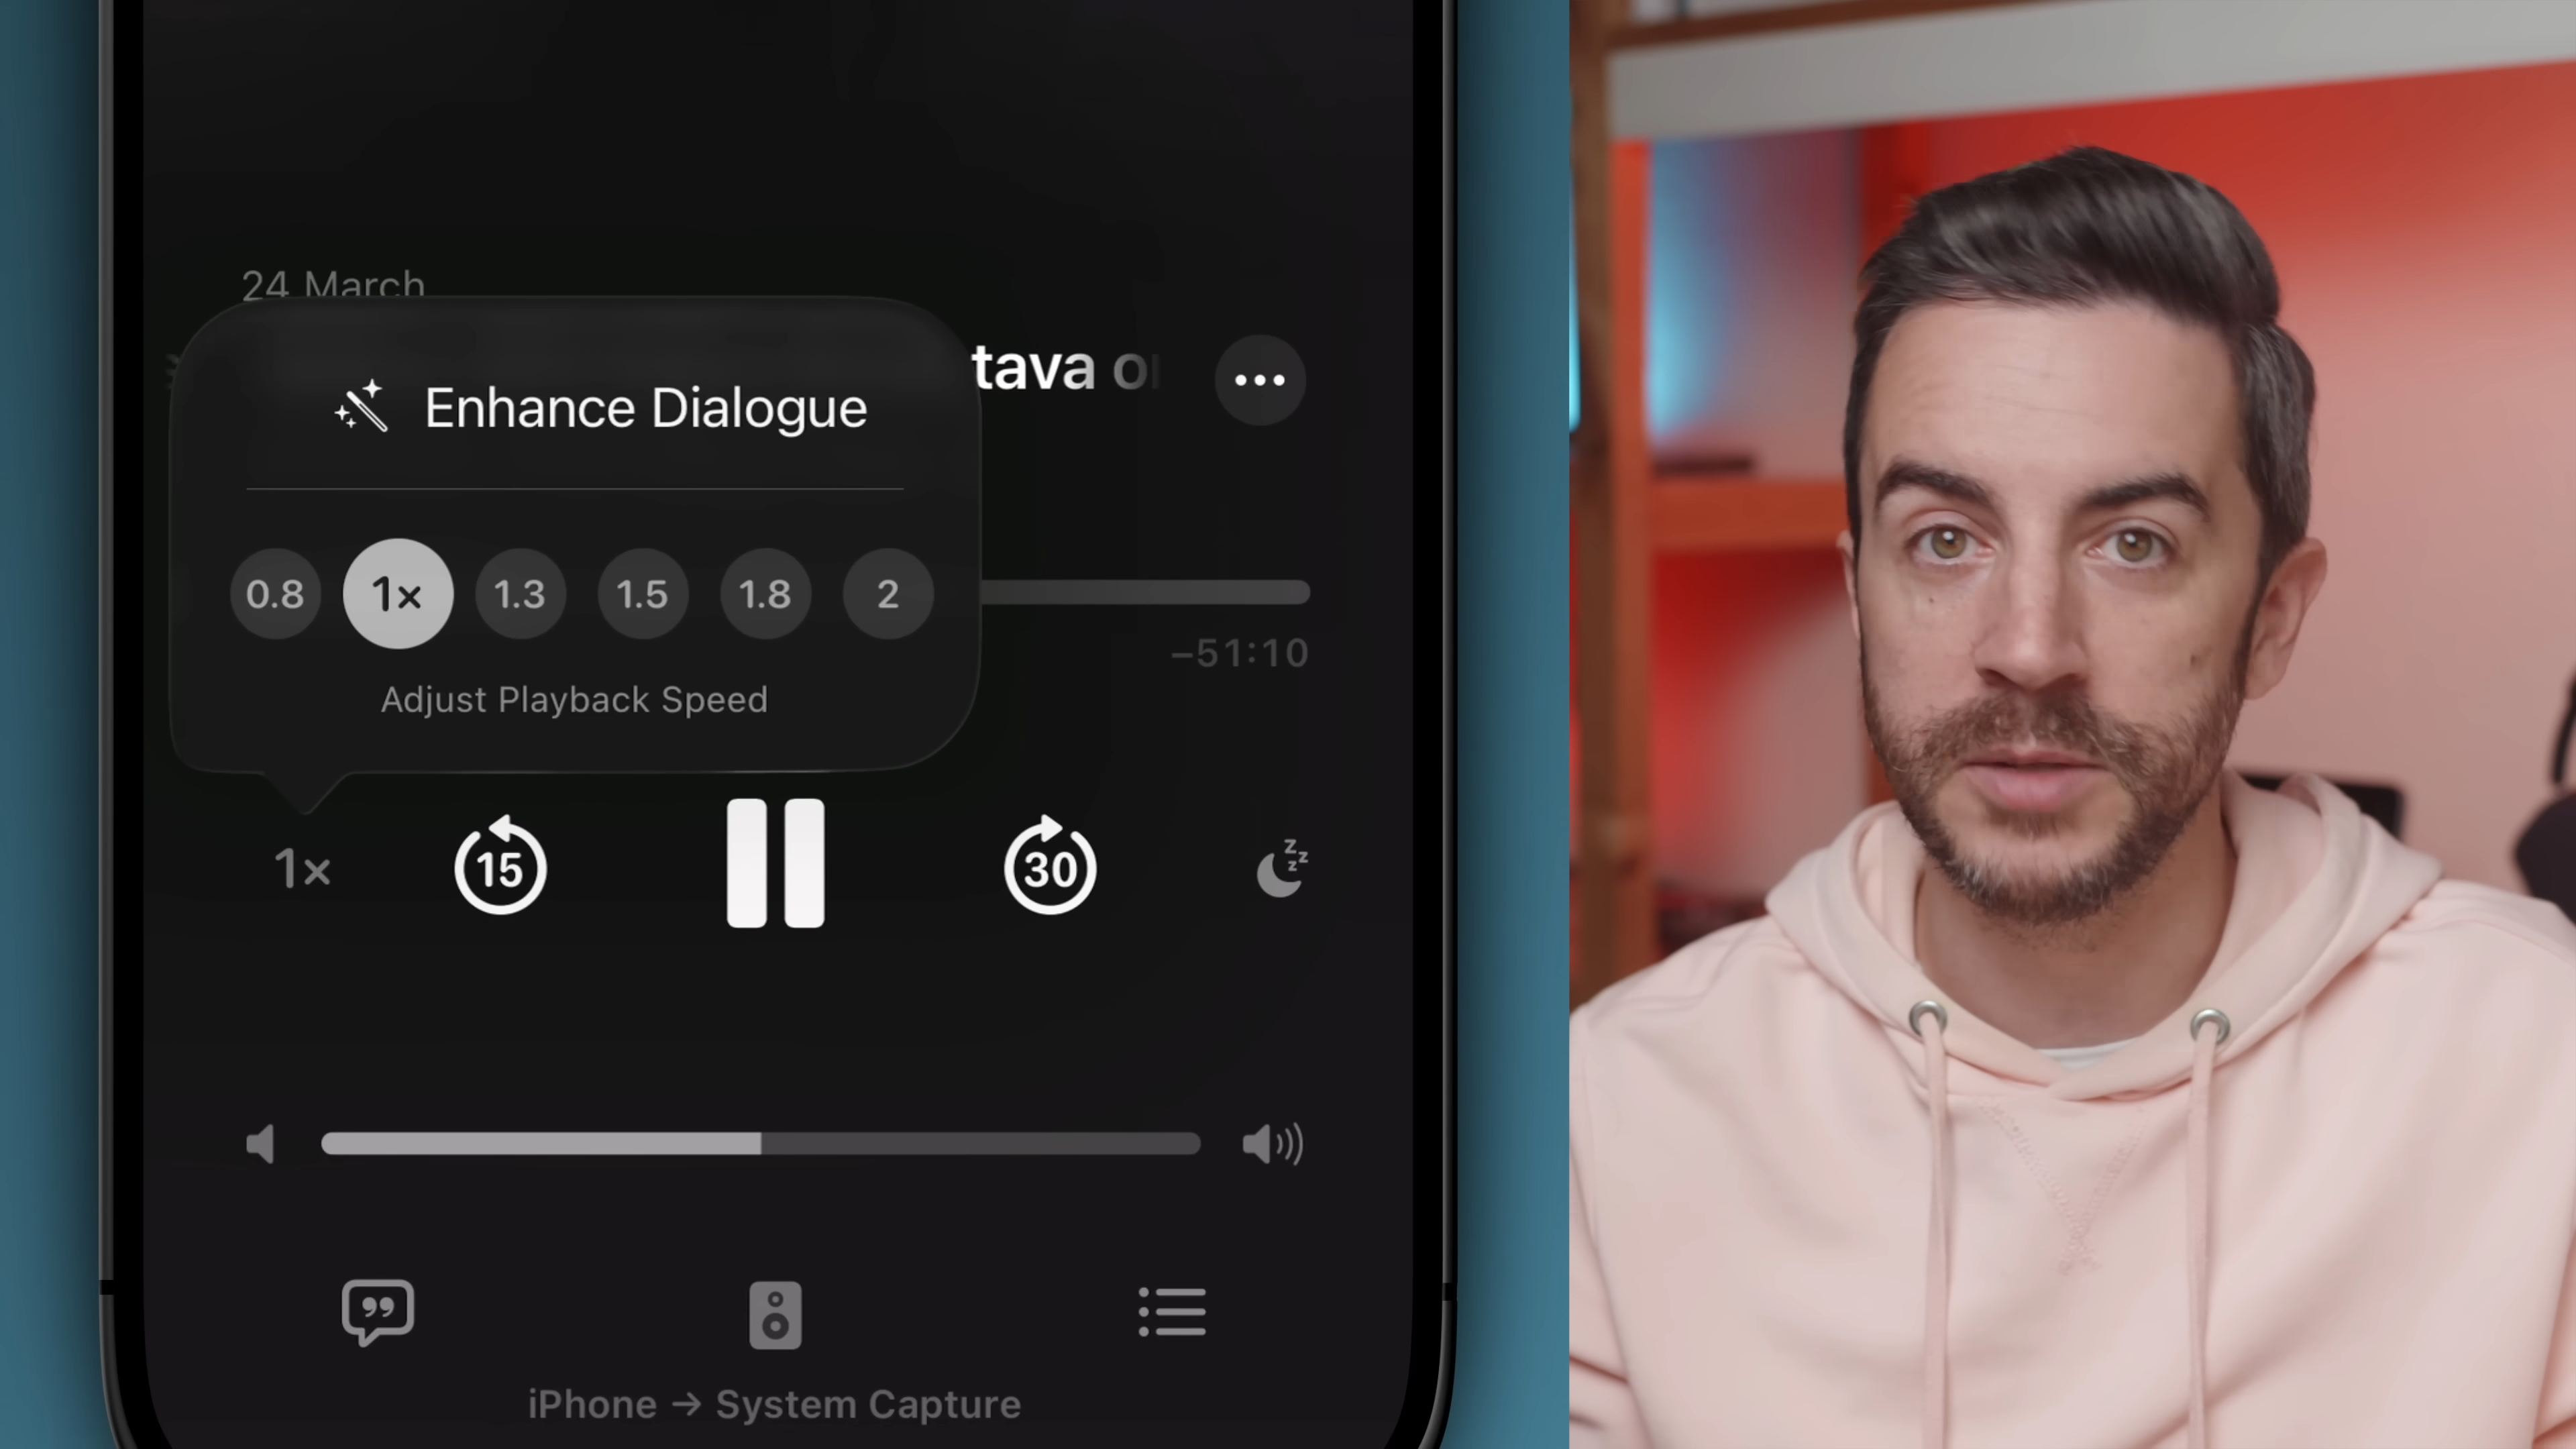 24 March
tava
Enhance Dialogue
0.8 1× 1.3 1.5 1.8 2
–51:10
Adjust Playback Speed
1× 15 30 zzz
iPhone → System Capture